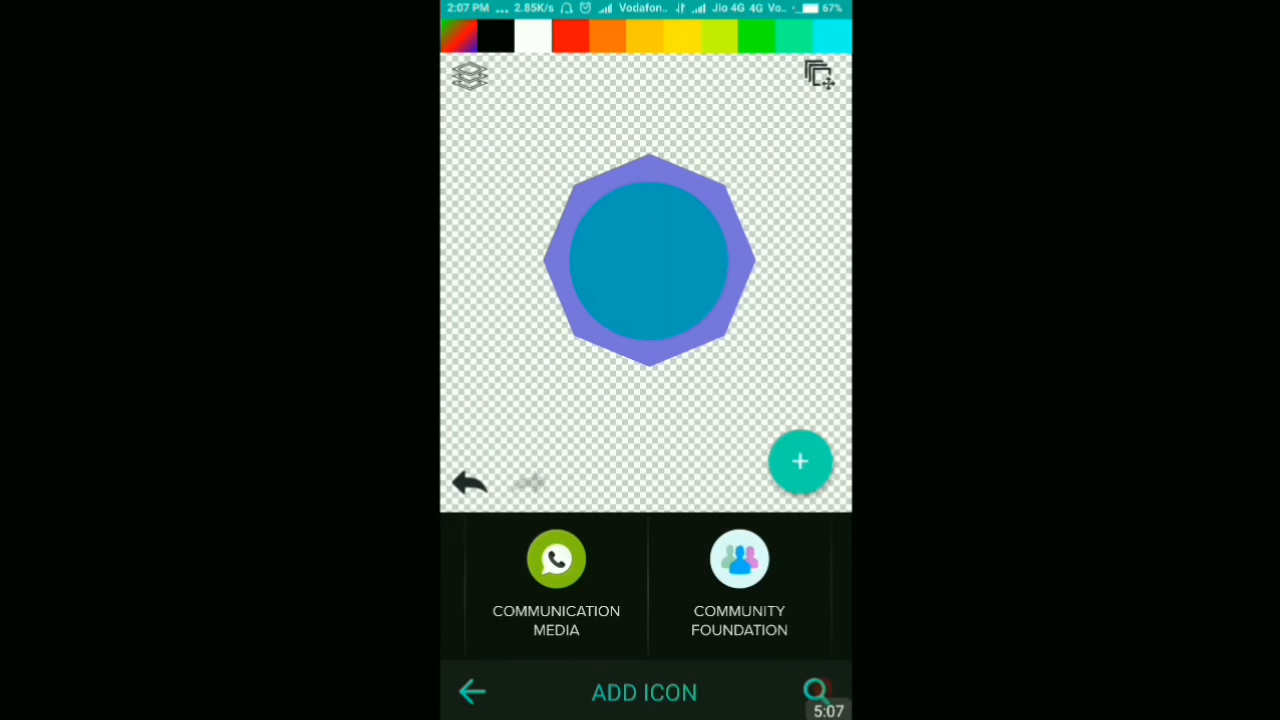 2:07 PM ... 2.85K/s Vodafon.. Jio 4G 4G Vo... 67%
+
COMMUNICATION COMMUNITY
MEDIA FOUNDATION
ADD ICON
5:07